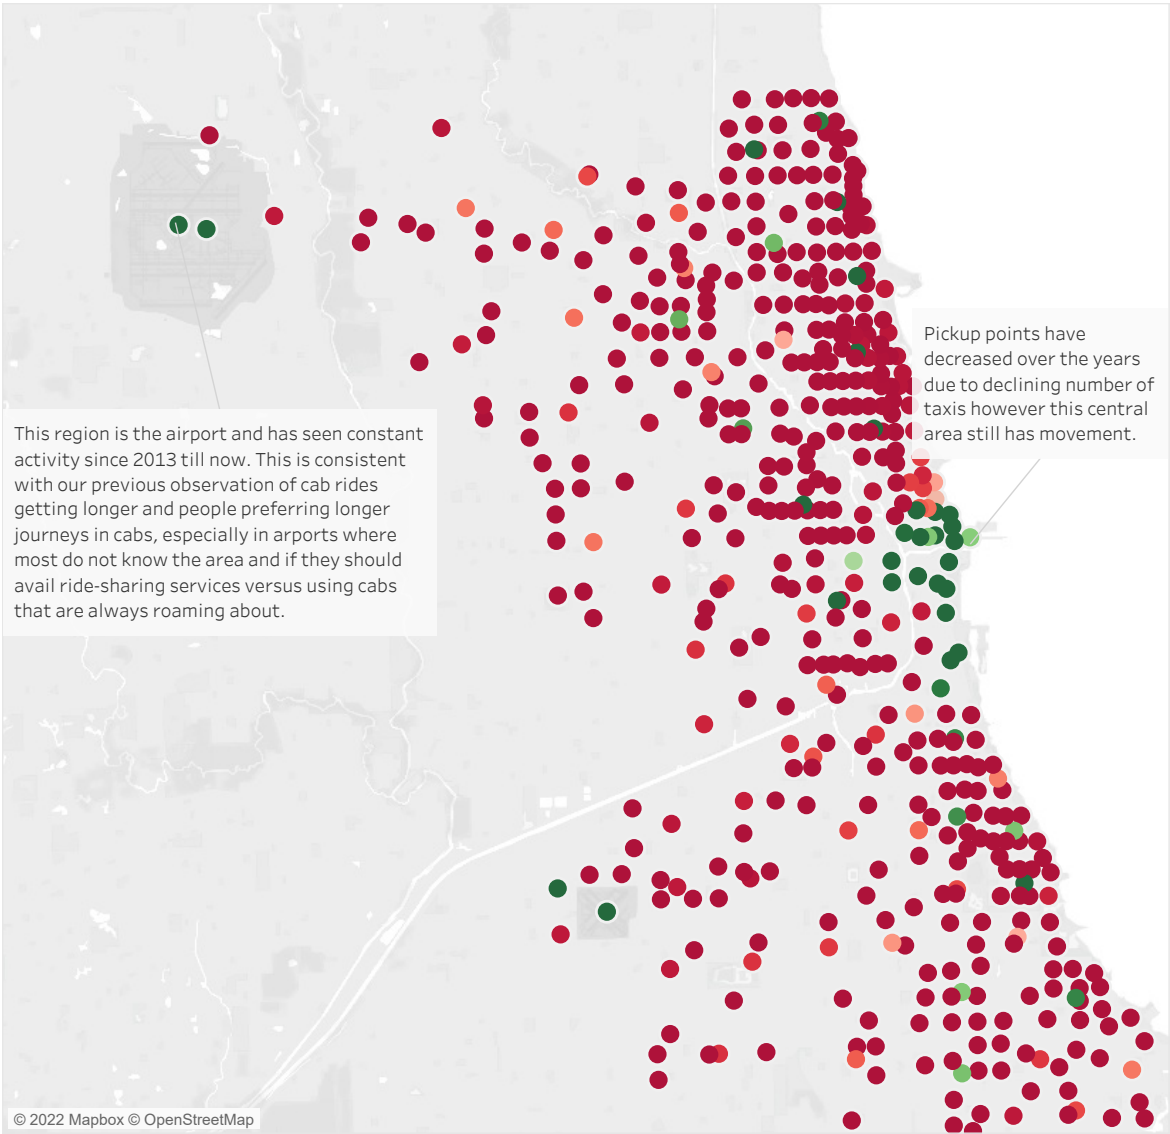 Pickup points have
decreased over the years
due to declining number of
taxis however this central
area still has movement.
This region is the airport and has seen constant
activity since 2013 till now. This is consistent
with our previous observation of cab rides
getting longer and people preferring longer
journeys in cabs, especially in arports where
most do not know the area and if they should
avail ride-sharing services versus using cabs
that are always roaming about.
© 2022 Mapbox © OpenStreetMap